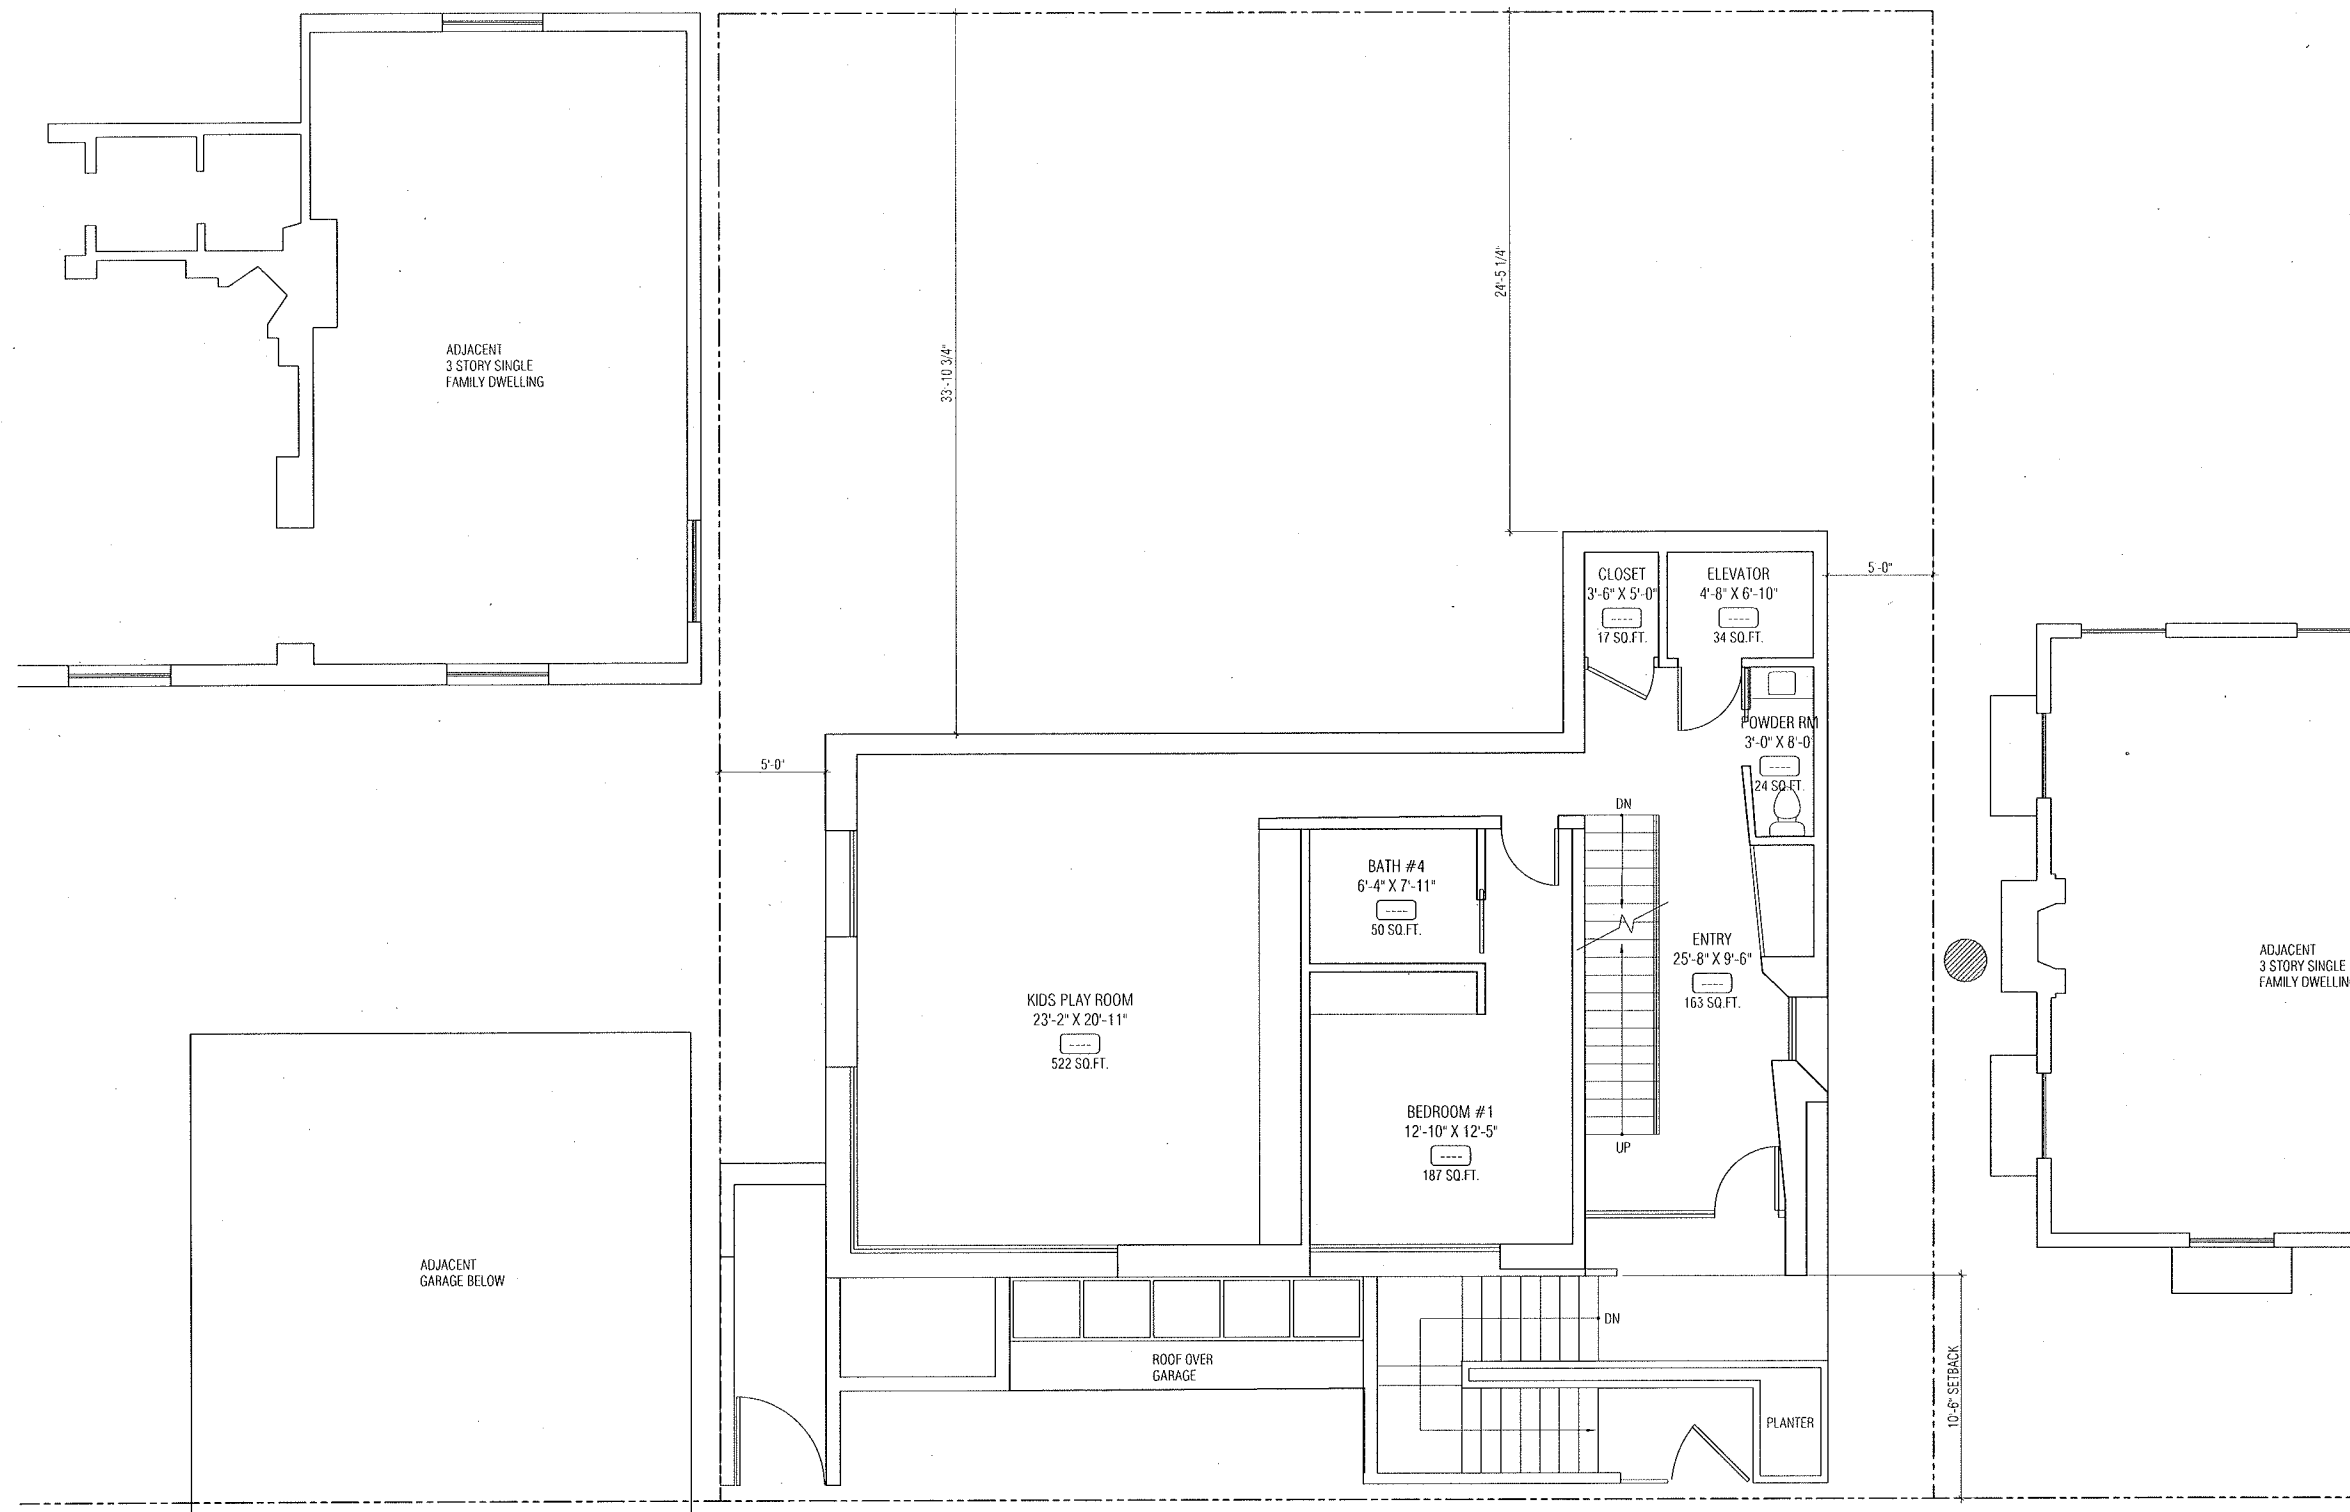 ADJACENT
3 STORY SINGLE
FAMILY DWELLING
33'-10 3/4"
24'-5 1/4"
5'-0"
5'-0"
CLOSET
3'-6" X 5'-0"
----
17 SQ.FT.
ELEVATOR
4'-8" X 6'-10"
----
34 SQ.FT.
POWDER RM
3'-0" X 8'-0
----
24 SQ.FT.
DN
BATH #4
6'-4" X 7'-11"
----
50 SQ.FT.
ENTRY
25'-8" X 9'-6"
----
163 SQ.FT.
KIDS PLAY ROOM
23'-2" X 20'-11"
----
522 SQ.FT.
BEDROOM #1
12'-10" X 12'-5"
----
187 SQ.FT.
UP
ADJACENT
3 STORY SINGLE
FAMILY DWELLIN
ADJACENT
GARAGE BELOW
DN
ROOF OVER
GARAGE
PLANTER
10'-6" SETBACK